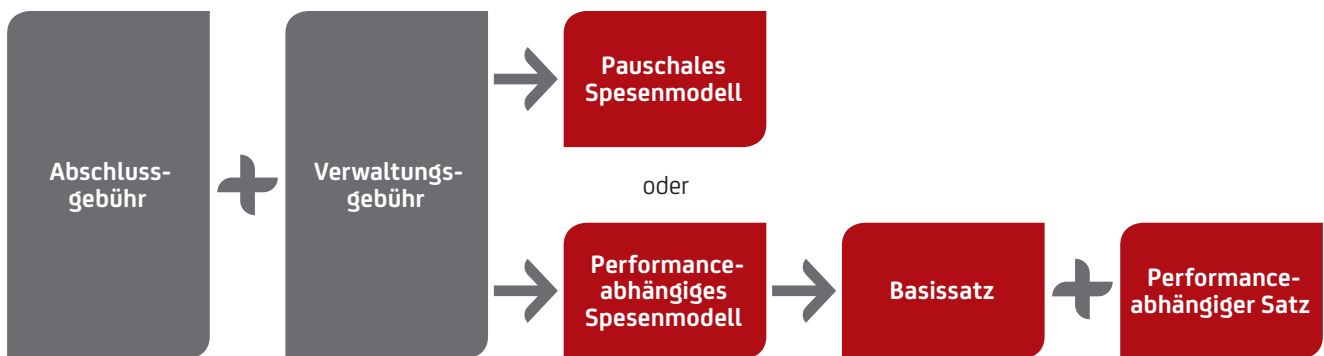 Abschluss-
gebühr
Verwaltungs-
gebühr
Pauschales
Spesenmodell
oder
Performance-
abhängiges
Spesenmodell
Basissatz
Performance-
abhängiger Satz